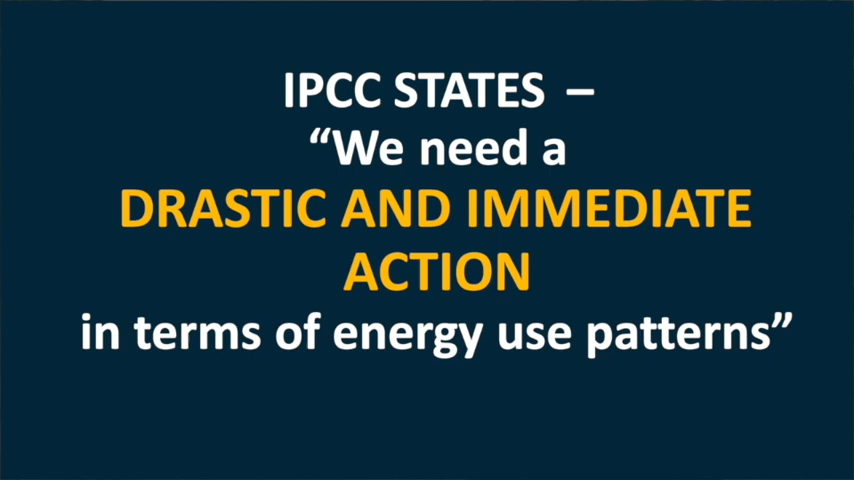 IPCC STATES –
“We need a
DRASTIC AND IMMEDIATE
ACTION
in terms of energy use patterns”